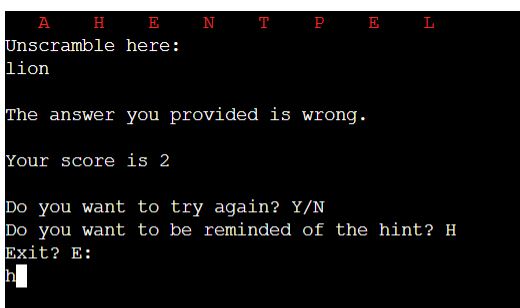 A H E N T P E L
Unscramble here:
lion
The answer you provided is wrong.
Your score is 2
Do you want to try again? Y/N
Do you want to be reminded of the hint? H
Exit? E:
h